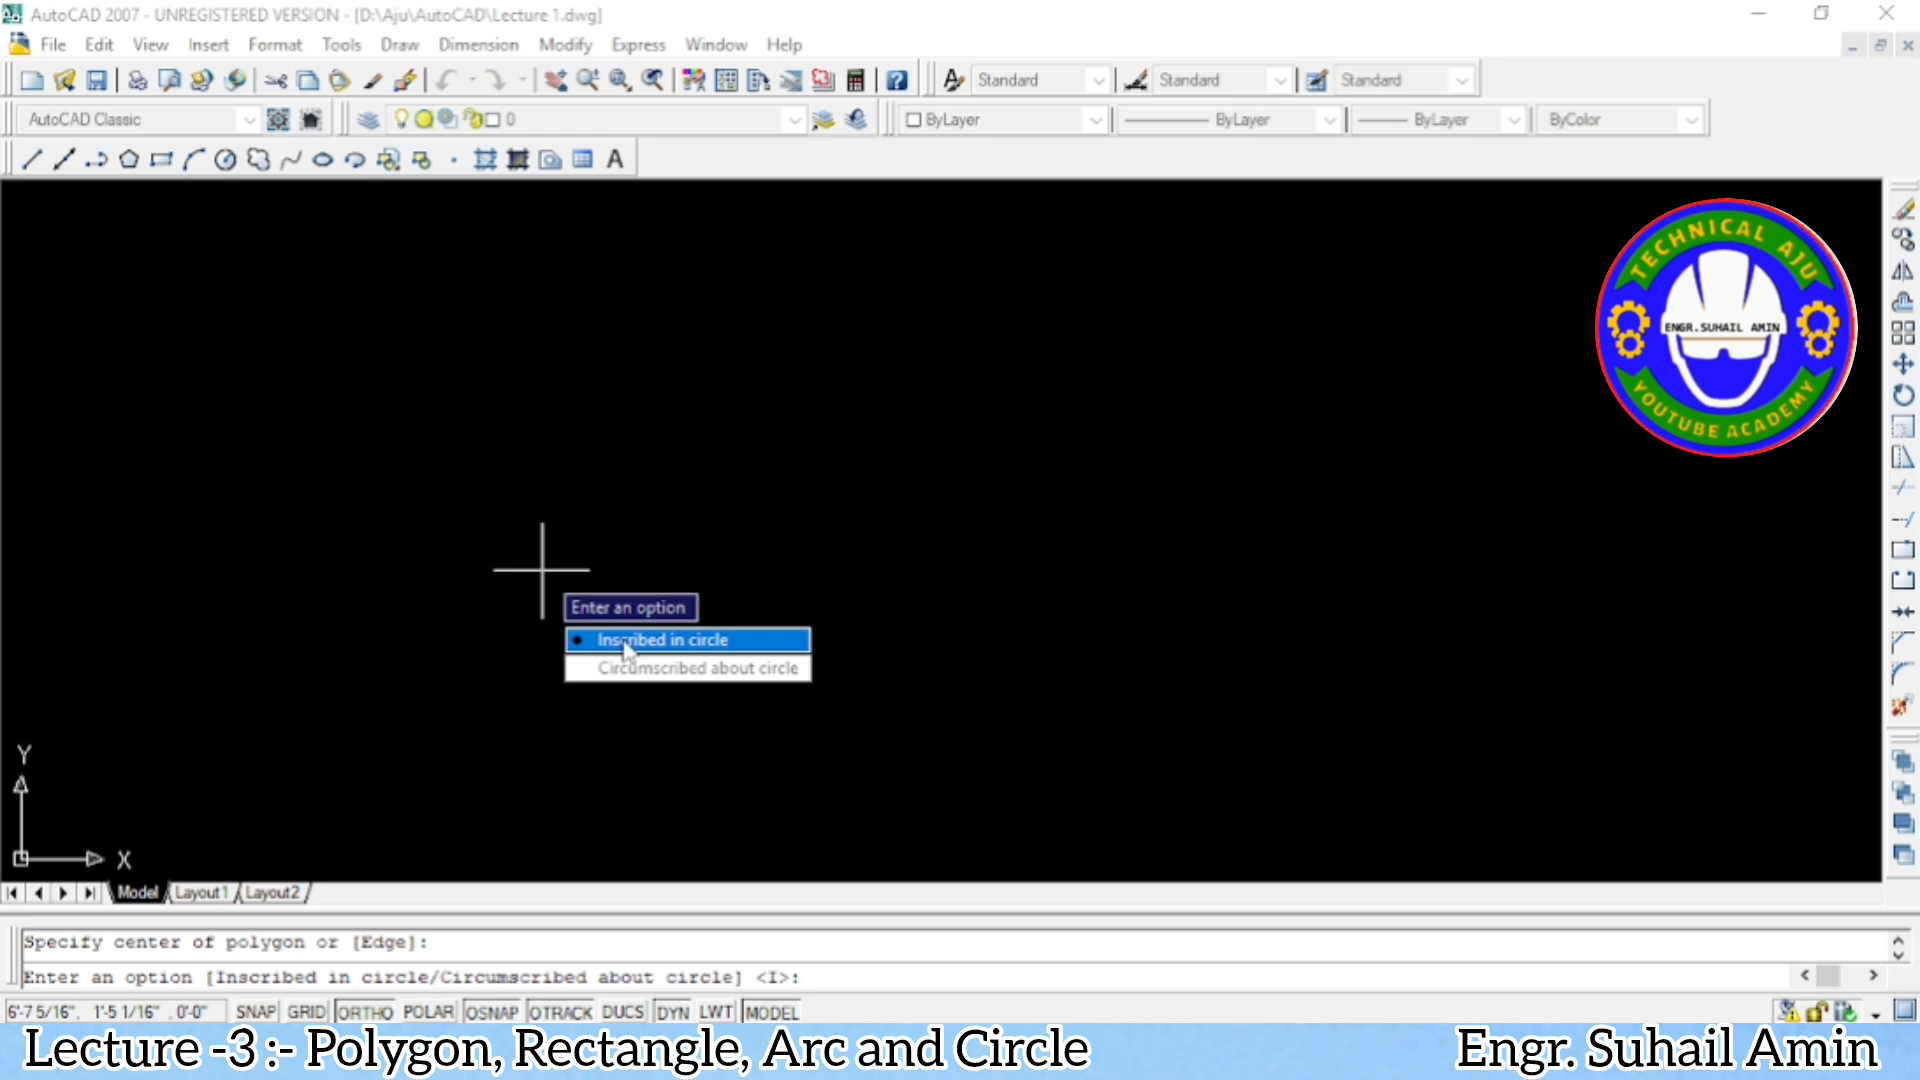 AutoCAD 2007 - UNREGISTERED VERSION - [D:\Aju\AutoCAD\Lecture 1.dwg]
File Edit View Insert Format Tools Draw Dimension Modify Express Window Help
Standard Standard Standard
AutoCAD Classic 0 ByLayer ByLayer ByLayer ByColor
A
TECHNICAL AJU
ENGR.SUHAIL AMIN
YOUTUBE ACADEMY
Enter an option
Inscribed in circle
Circumscribed about circle
Y
X
Model Layout1 Layout2
Specify center of polygon or [Edge]:
Enter an option [Inscribed in circle/Circumscribed about circle] <I>:
6'-7 5/16", 1'-5 1/16" , 0'-0" SNAP GRID ORTHO POLAR OSNAP OTRACK DUCS DYN LWT MODEL
Lecture -3 :- Polygon, Rectangle, Arc and Circle Engr. Suhail Amin